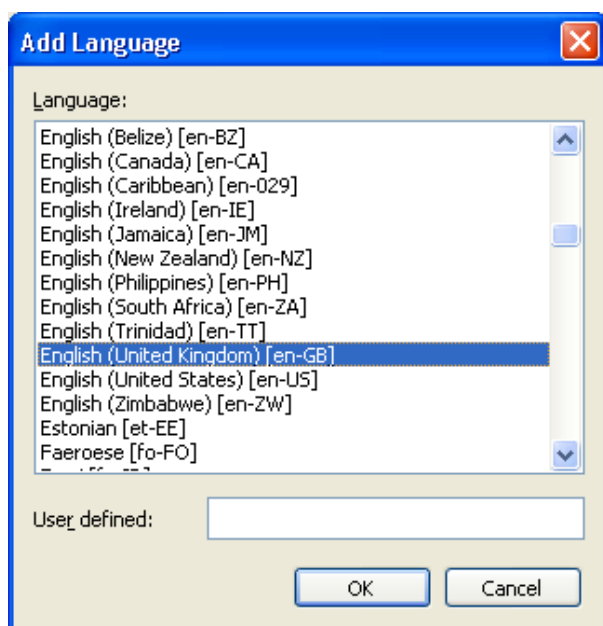 Add Language
Language:
English (Belize) [en-BZ]
English (Canada) [en-CA]
English (Caribbean) [en-029]
English (Ireland) [en-IE]
English (Jamaica) [en-JM]
English (New Zealand) [en-NZ]
English (Philippines) [en-PH]
English (South Africa) [en-ZA]
English (Trinidad) [en-TT]
English (United Kingdom) [en-GB]
English (United States) [en-US]
English (Zimbabwe) [en-ZW]
Estonian [et-EE]
Faeroese [fo-FO]
User defined:
OK Cancel